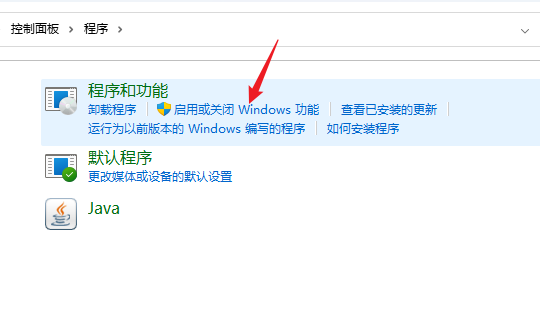 控制面板 > 程序 >
程序和功能
卸载程序 启用或关闭 Windows 功能 查看已安装的更新
运行为以前版本的 Windows 编写的程序 如何安装程序
默认程序
更改媒体或设备的默认设置
Java